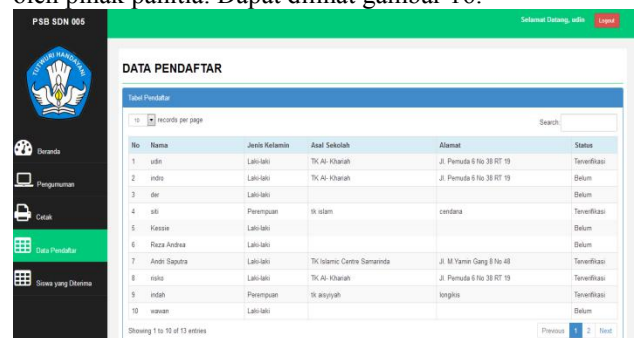 oleh pihak panitia. Dapat dilihat gambar 10.
PSB SDN 005
Selamat Datang, udin
Logout
TUTWURI HANDAYANI
DATA PENDAFTAR
Tabel Pendaftar
10 records per page
Search:
No Nama Jenis Kelamin Asal Sekolah Alamat Status
1 udin Laki-laki TK Al- Khariah Jl. Pemuda 6 No 38 RT 19 Terverifikasi
2 indro Laki-laki TK Al- Khariah Jl. Pemuda 6 No 38 RT 19 Belum
3 der Laki-laki Belum
4 siti Perempuan tk islam cendana Terverifikasi
5 Kassie Laki-laki Belum
6 Reza Andrea Laki-laki Belum
7 Andri Saputra Laki-laki TK Islamic Centre Samarinda Jl. M.Yamin Gang 8 No 48 Terverifikasi
8 risko Laki-laki TK Al- Khariah Jl. Pemuda 6 No 38 RT 19 Terverifikasi
9 indah Perempuan tk aisyiyah longikis Terverifikasi
10 wawan Laki-laki Belum
Showing 1 to 10 of 13 entries
Previous 1 2 Next
Beranda
Pengumuman
Cetak
Data Pendaftar
Siswa yang Diterima